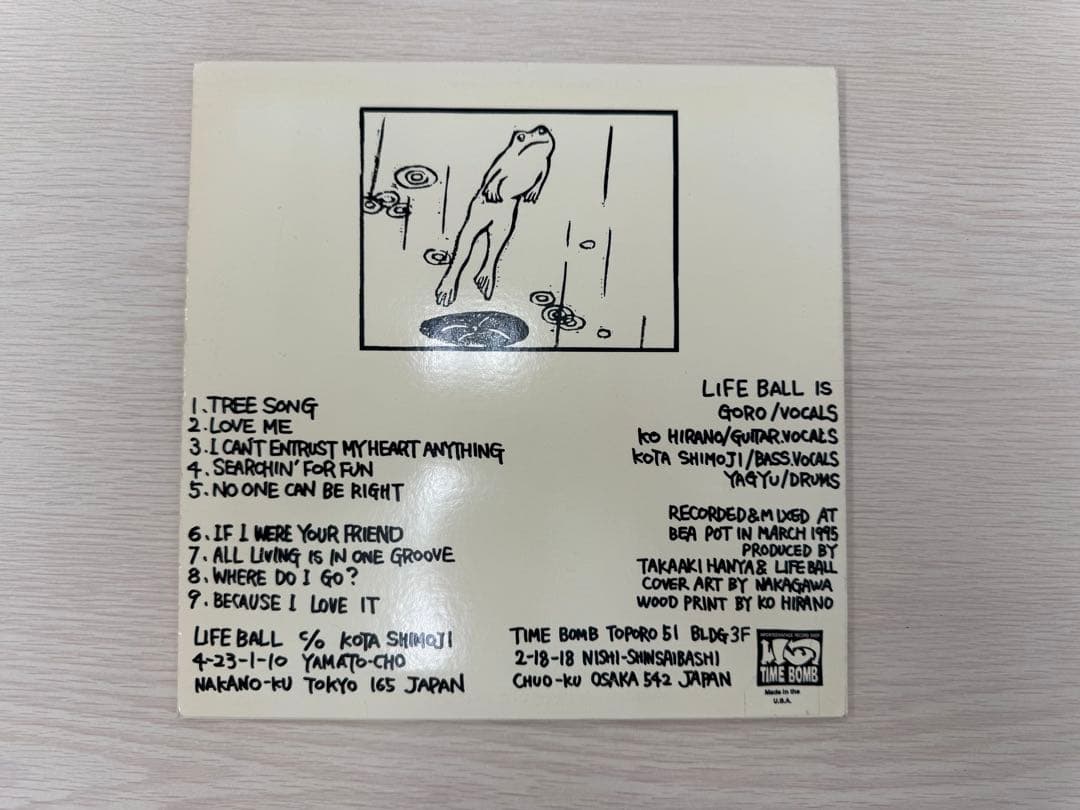 1.TREE SONG
2.LOVE ME
3.I CAN'T ENTRUST MY HEART ANYTHING
4.SEARCHIN' FOR FUN
5.NO ONE CAN BE RIGHT
6.IF I WERE YOUR FRIEND
7.ALL LIVING IS IN ONE GROOVE
8.WHERE DO I GO?
9.BECAUSE I LOVE IT
LIFE BALL C/O KOTA SHIMOJI
4-23-1-10 YAMATO-CHO
NAKANO-KU TOKYO 165 JAPAN
LIFE BALL IS
GORO/VOCALS
KO HIRANO/GUITAR.VOCALS
KOTA SHIMOJI/BASS.VOCALS
YAGYU/DRUMS
RECORDED&MIXED AT
BEA POT IN MARCH 1995
PRODUCED BY
TAKAAKI HANYA & LIFE BALL
COVER ART BY NAKAGAWA
WOOD PRINT BY KO HIRANO
TIME BOMB TOPORO 51 BLDG 3F
2-18-18 NISHI-SHINSAIBASHI
CHUO-KU OSAKA 542 JAPAN
TIME BOMB
Made in the
U.S.A.